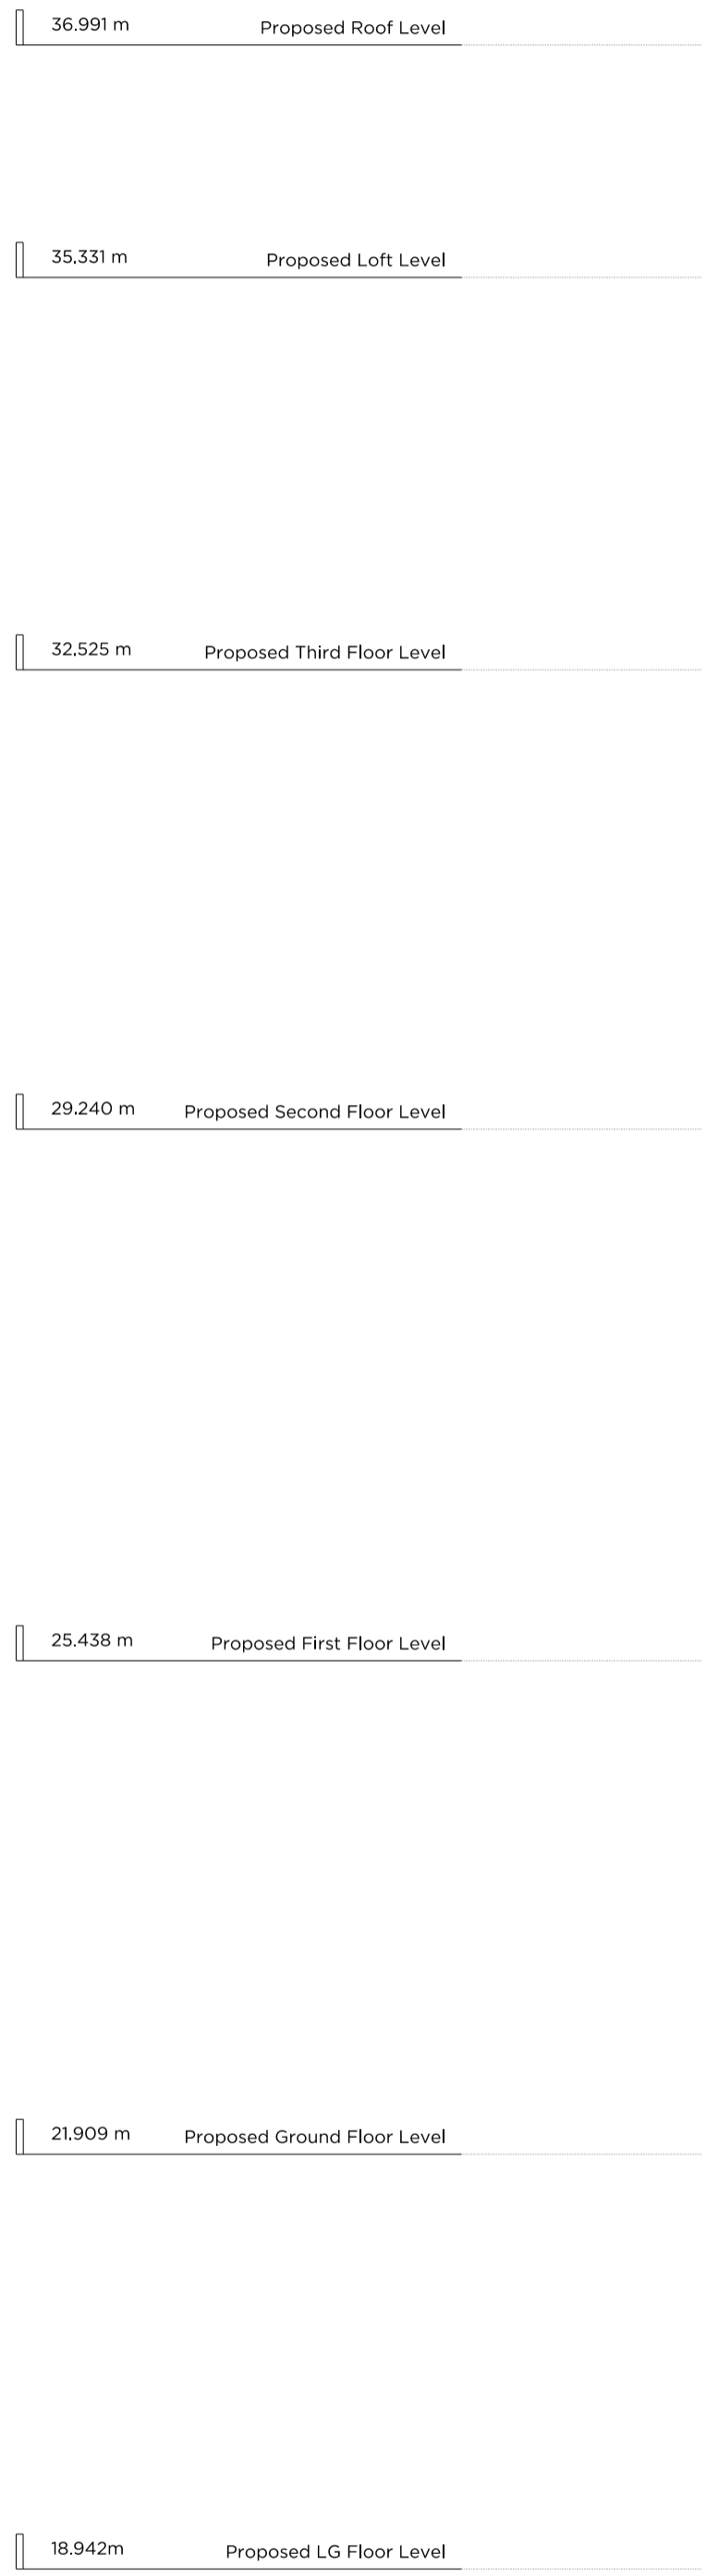 36.991 m Proposed Roof Level
35.331 m Proposed Loft Level
32.525 m Proposed Third Floor Level
29.240 m Proposed Second Floor Level
25.438 m Proposed First Floor Level
21.909 m Proposed Ground Floor Level
18.942m Proposed LG Floor Level